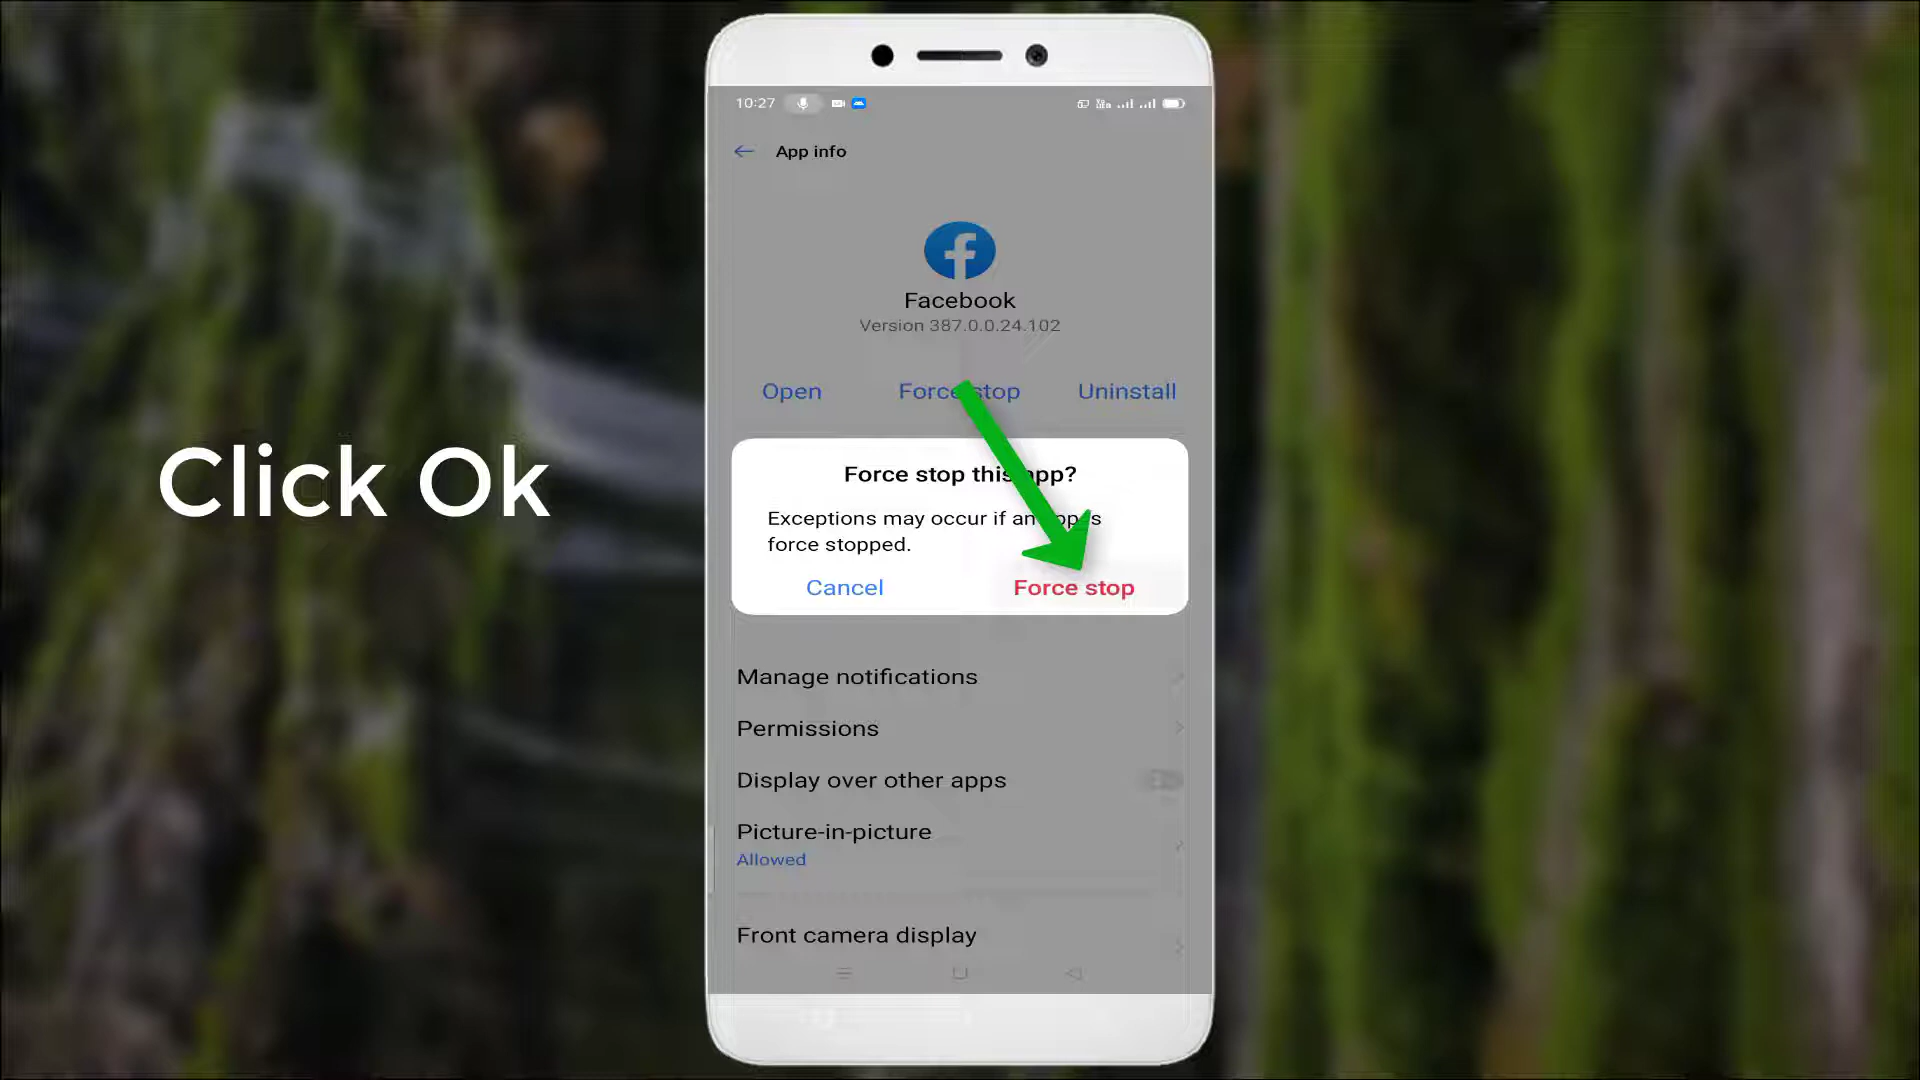 10:27
App info
Facebook
Version 387.0.0.24.102
Open Force stop Uninstall
Click Ok
Force stop this app?
Exceptions may occur if an app is
force stopped.
Cancel Force stop
Manage notifications
Permissions
Display over other apps
Picture-in-picture
Allowed
Front camera display